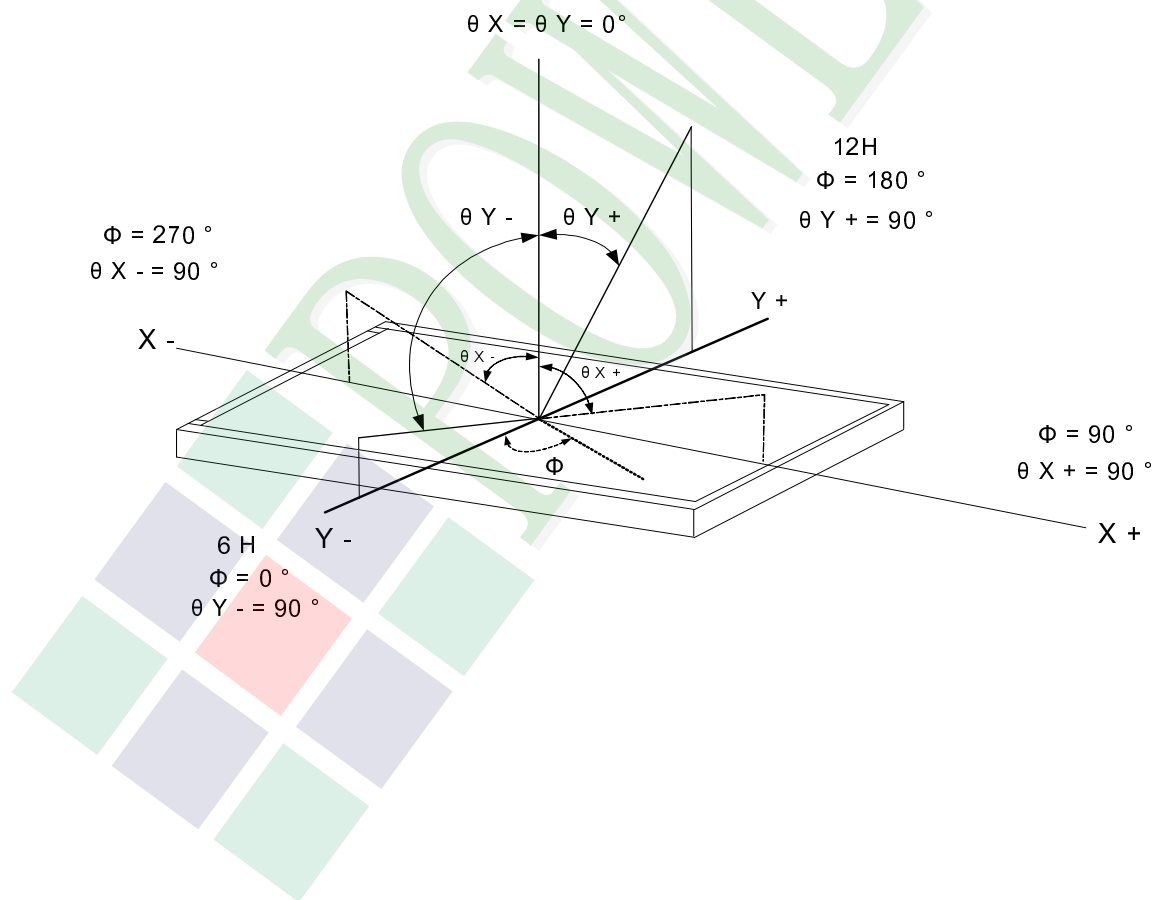 θ X = θ Y = 0°
12H
Φ = 180 °
θ Y + = 90 °
θ Y - θ Y +
Φ = 270 °
θ X - = 90 °
Y +
X -
θ X - θ X +
Φ = 90 °
θ X + = 90 °
Φ
X +
Y -
6 H
Φ = 0 °
θ Y - = 90 °